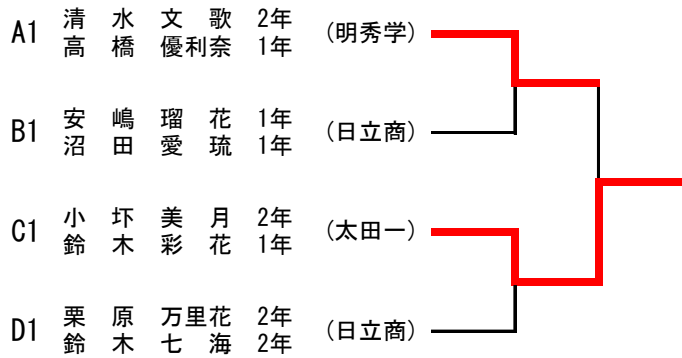 A1 清水文歌 2年 (明秀学)
高橋優利奈 1年
B1 安嶋瑠花 1年 (日立商)
沼田愛琉 1年
C1 小坏美月 2年 (太田一)
鈴木彩花 1年
D1 栗原万里花 2年 (日立商)
鈴木七海 2年